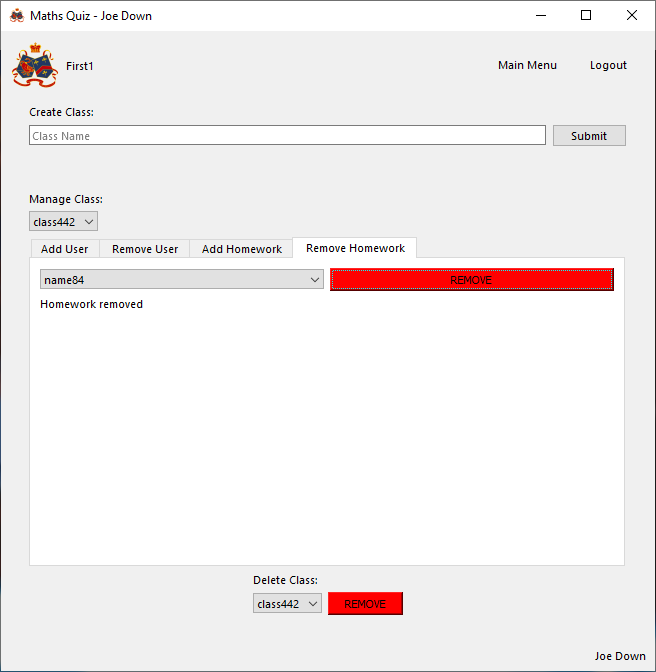 Maths Quiz - Joe Down
First1
Main Menu
Logout
Create Class:
Class Name
Submit
Manage Class:
class442
Add User
Remove User
Add Homework
Remove Homework
name84
REMOVE
Homework removed
Delete Class:
class442
REMOVE
Joe Down